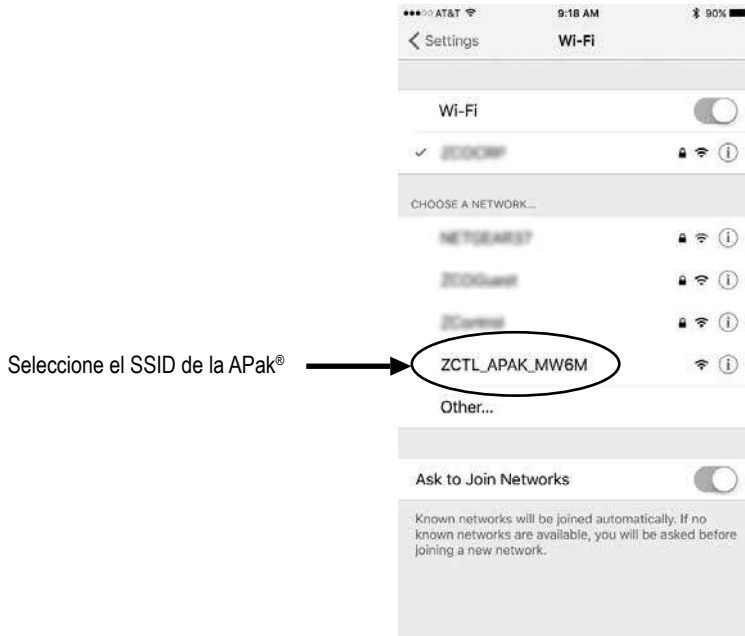 AT&T 9:18 AM 90%
Settings Wi-Fi
Wi-Fi
CHOOSE A NETWORK...
Seleccione el SSID de la APak®
ZCTL_APAK_MW6M
Other...
Ask to Join Networks
Known networks will be joined automatically. If no
known networks are available, you will be asked before
joining a new network.